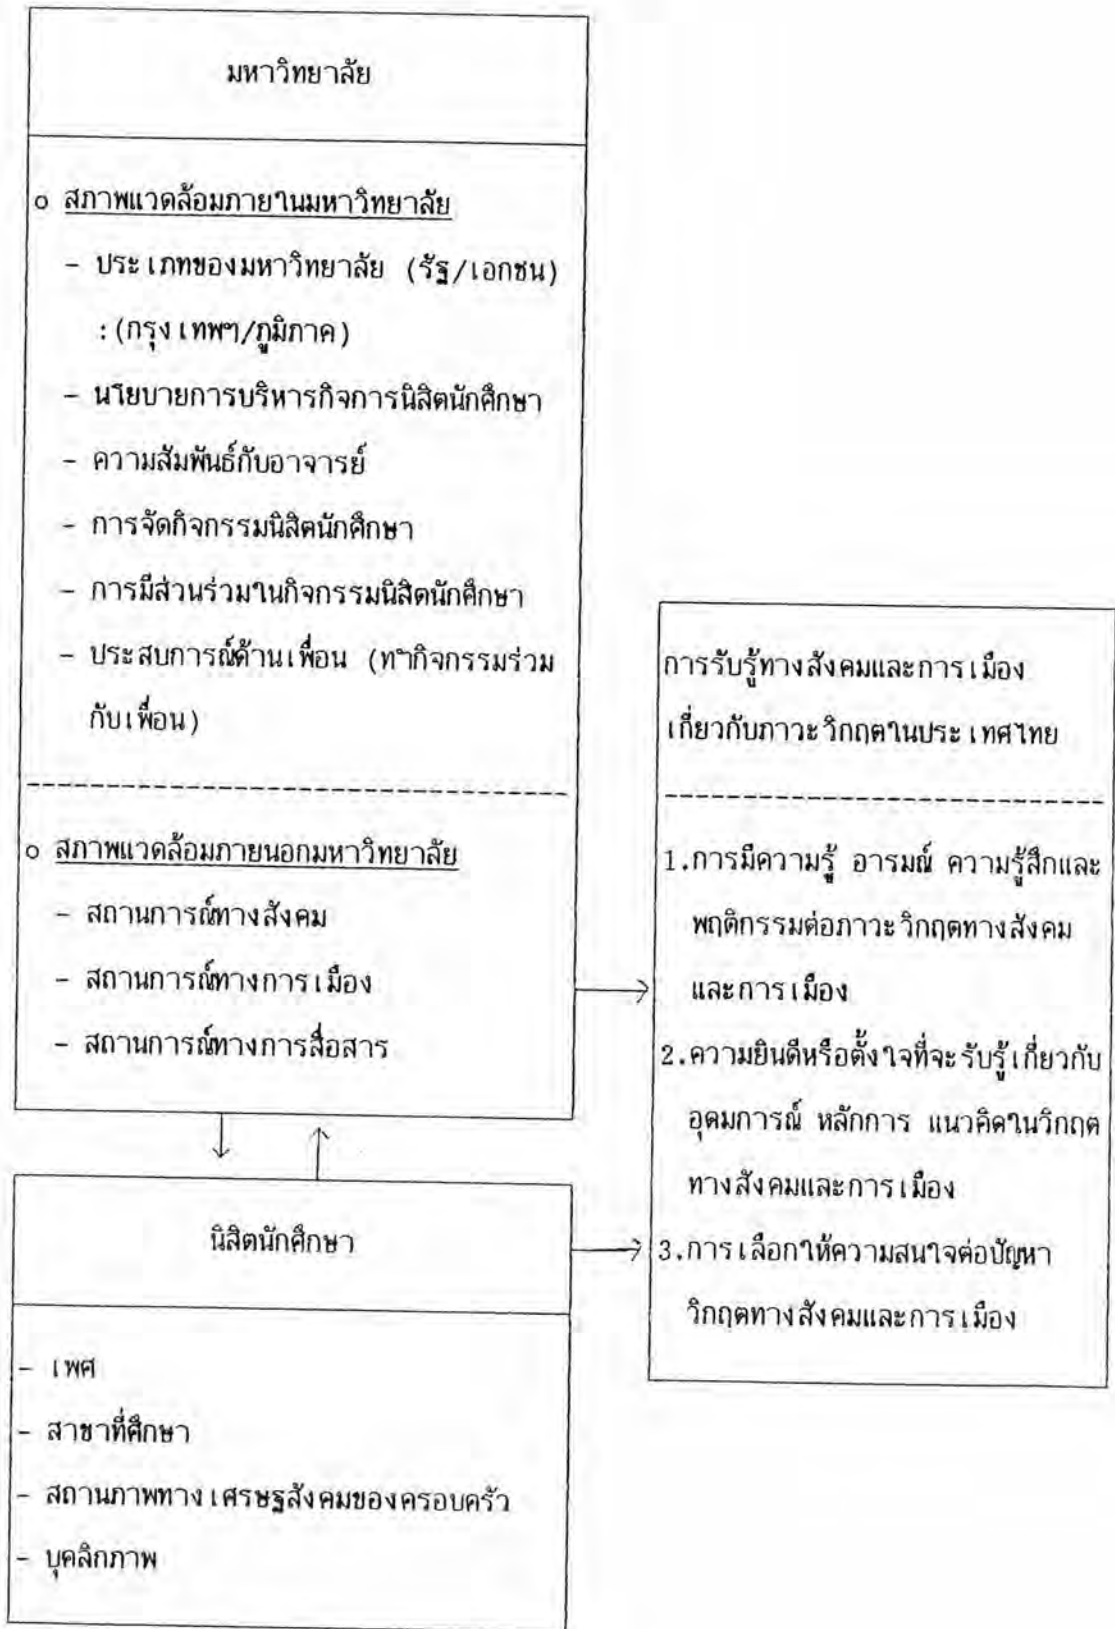 มหาวิทยาลัย
o สภาพแวดล้อมภายในมหาวิทยาลัย
- ประเภทของมหาวิทยาลัย (รัฐ/เอกชน)
:(กรุงเทพฯ/ภูมิภาค)
- นโยบายการบริหารกิจการนิสิตนักศึกษา
- ความสัมพันธ์กับอาจารย์
- การจัดกิจกรรมนิสิตนักศึกษา
- การมีส่วนร่วมในกิจกรรมนิสิตนักศึกษา
- ประสบการณ์ด้านเพื่อน (ทำกิจกรรมร่วม
กับเพื่อน)
o สภาพแวดล้อมภายนอกมหาวิทยาลัย
- สถานการณ์ทางสังคม
- สถานการณ์ทางการเมือง
- สถานการณ์ทางการสื่อสาร
นิสิตนักศึกษา
- เพศ
- สาขาที่ศึกษา
- สถานภาพทางเศรษฐสังคมของครอบครัว
- บุคลิกภาพ
การรับรู้ทางสังคมและการเมือง
เกี่ยวกับภาวะวิกฤตในประเทศไทย
1.การมีความรู้ อารมณ์ ความรู้สึกและ
พฤติกรรมต่อภาวะวิกฤตทางสังคม
และการเมือง
2.ความยินดีหรือตั้งใจที่จะรับรู้เกี่ยวกับ
อุดมการณ์ หลักการ แนวคิดในวิกฤต
ทางสังคมและการเมือง
3.การเลือกให้ความสนใจต่อปัญหา
วิกฤตทางสังคมและการเมือง